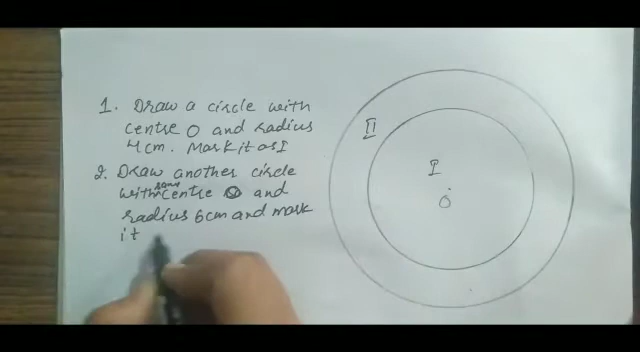 1. Draw a circle with
centre O and radius
4cm. Mark it as I
2. Draw another circle
with same centre O and
radius 6cm and mark
it
II
I
O